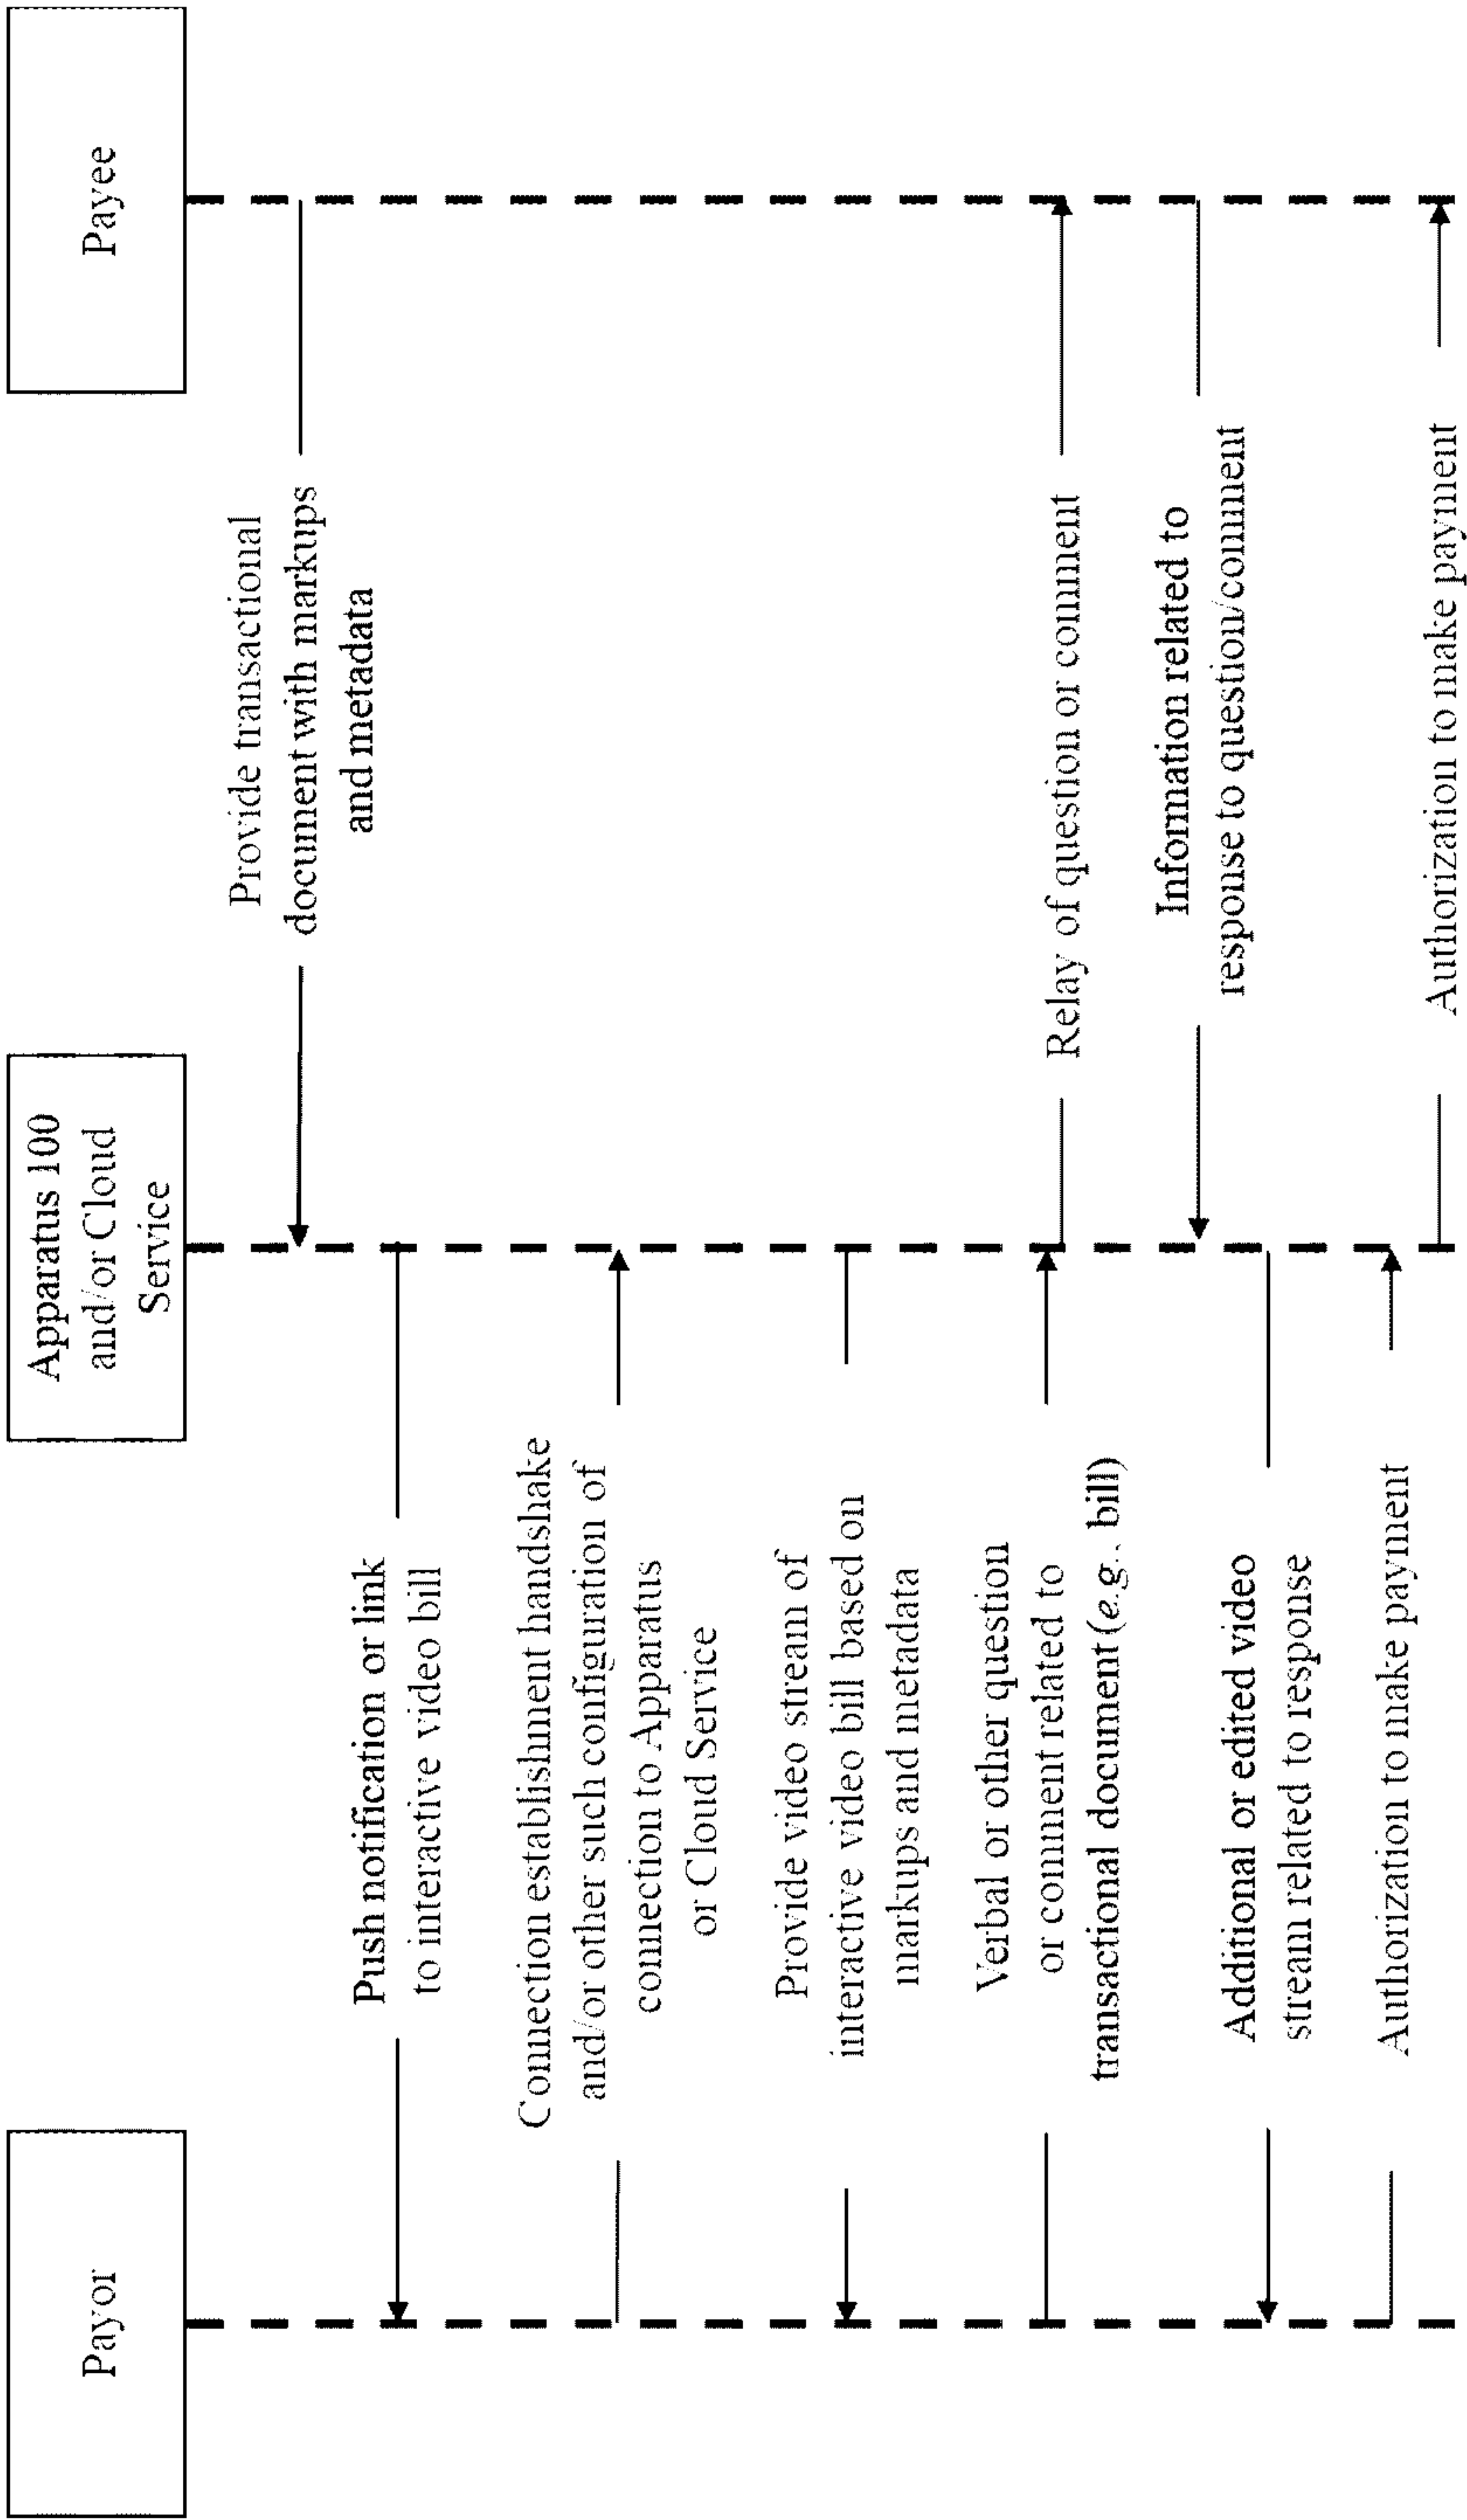 Payor
Apparatus 100
and/or Cloud
Service
Payee
Provide transactional
document with markups
and metadata
Push notification or link
to interactive video bill
Connection establishment handshake
and/or other such configuration of
connection to Apparatus
or Cloud Service
Provide video stream of
interactive video bill based on
markups and metadata
Verbal or other question
or comment related to
transactional document (e.g., bill)
Relay of question or comment
Information related to
response to question/comment
Additional or edited video
stream related to response
Authorization to make payment
Authorization to make payment